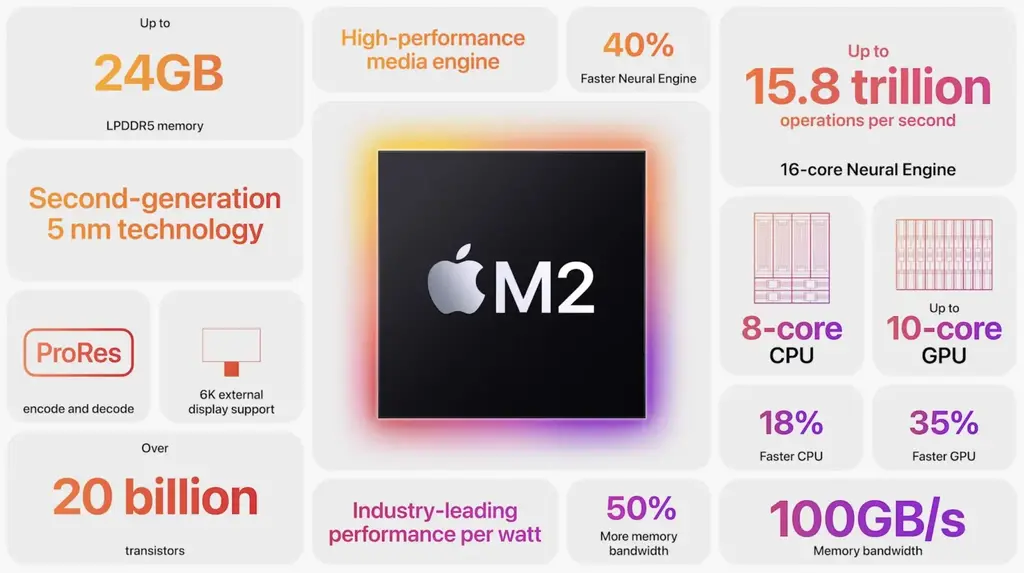 Up to
24GB
LPDDR5 memory
Second-generation
5 nm technology
ProRes
encode and decode
6K external
display support
Over
20 billion
transistors
High-performance
media engine
40%
Faster Neural Engine
M2
Industry-leading
performance per watt
50%
More memory
bandwidth
Up to
15.8 trillion
operations per second
16-core Neural Engine
8-core
CPU
Up to
10-core
GPU
18%
Faster CPU
35%
Faster GPU
100GB/s
Memory bandwidth